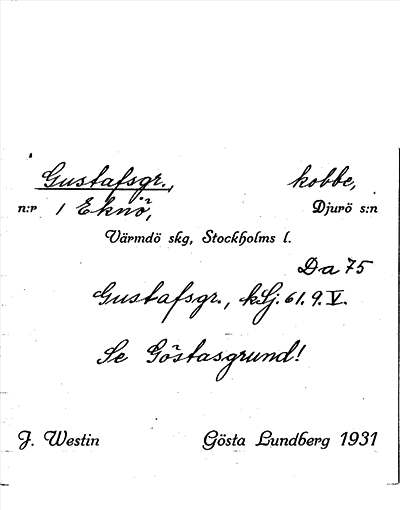 Gustafsgr., kobbe,
n:r 1 Eknö, Djurö s:n
Värmdö skg, Stockholms l.
Da 75
Gustafsgr., kLj. 61. 9. V.
Se Göstasgrund!
J. Westin Gösta Lundberg 1931